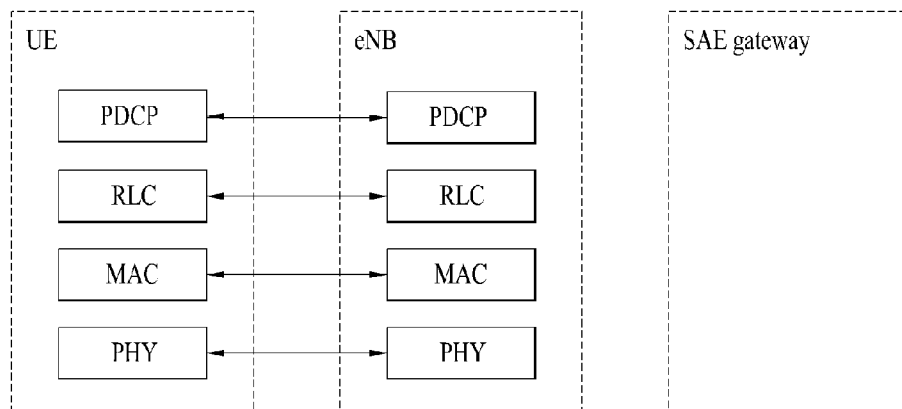 UE
eNB
SAE gateway
PDCP
PDCP
RLC
RLC
MAC
MAC
PHY
PHY